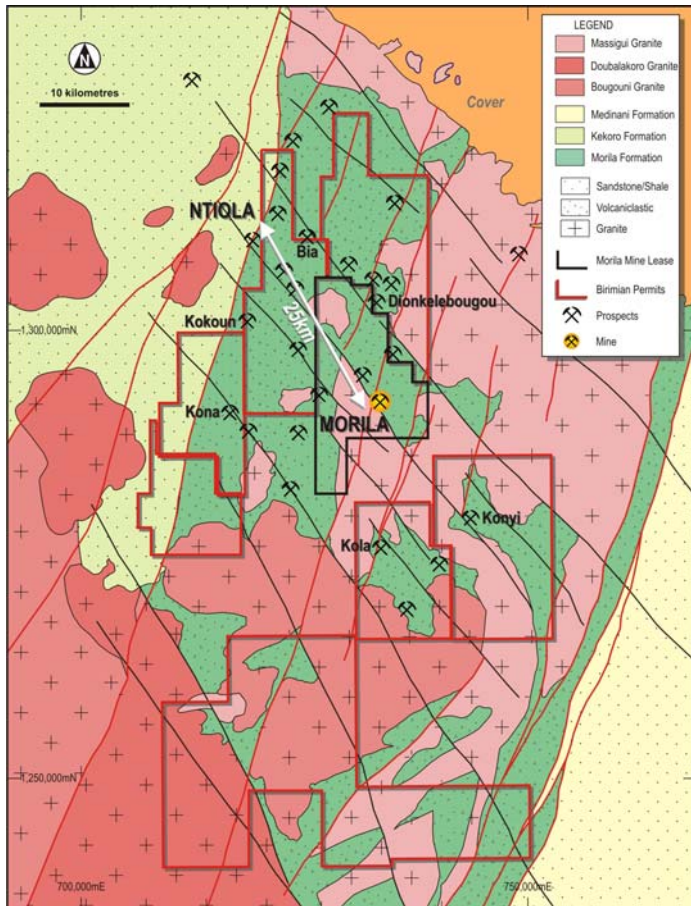 N
10 kilometres
Cover
LEGEND
Massigui Granite
Doubalakoro Granite
Bougouni Granite
Medinani Formation
Kekoro Formation
Morila Formation
Sandstone/Shale
Volcaniclastic
Granite
Morila Mine Lease
Birimian Permits
Prospects
Mine
NTIOLA
Bia
Dionkelebougou
25km
1,300,000mN
Kokoun
Kona
MORILA
Konyi
Kola
1,250,000mN
700,000mE
750,000mE